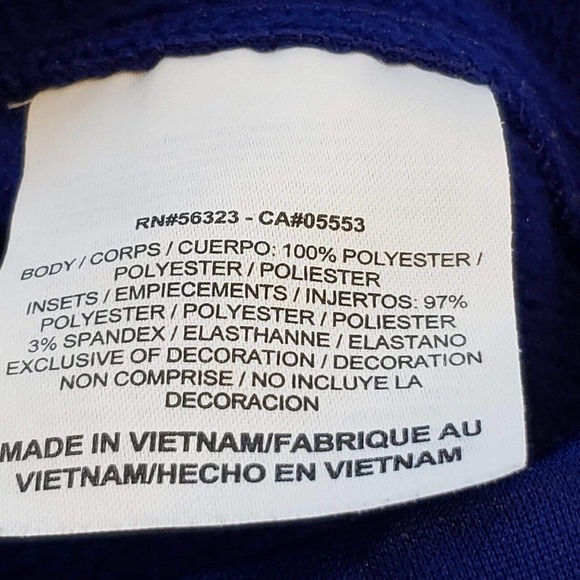 RN#56323 - CA#05553
BODY / CORPS / CUERPO: 100% POLYESTER /
POLYESTER / POLIESTER
INSETS / EMPIECEMENTS / INJERTOS: 97%
POLYESTER / POLYESTER / POLIESTER
3% SPANDEX / ELASTHANNE / ELASTANO
EXCLUSIVE OF DECORATION / DECORATION
NON COMPRISE / NO INCLUYE LA
DECORACION
MADE IN VIETNAM/FABRIQUE AU
VIETNAM/HECHO EN VIETNAM